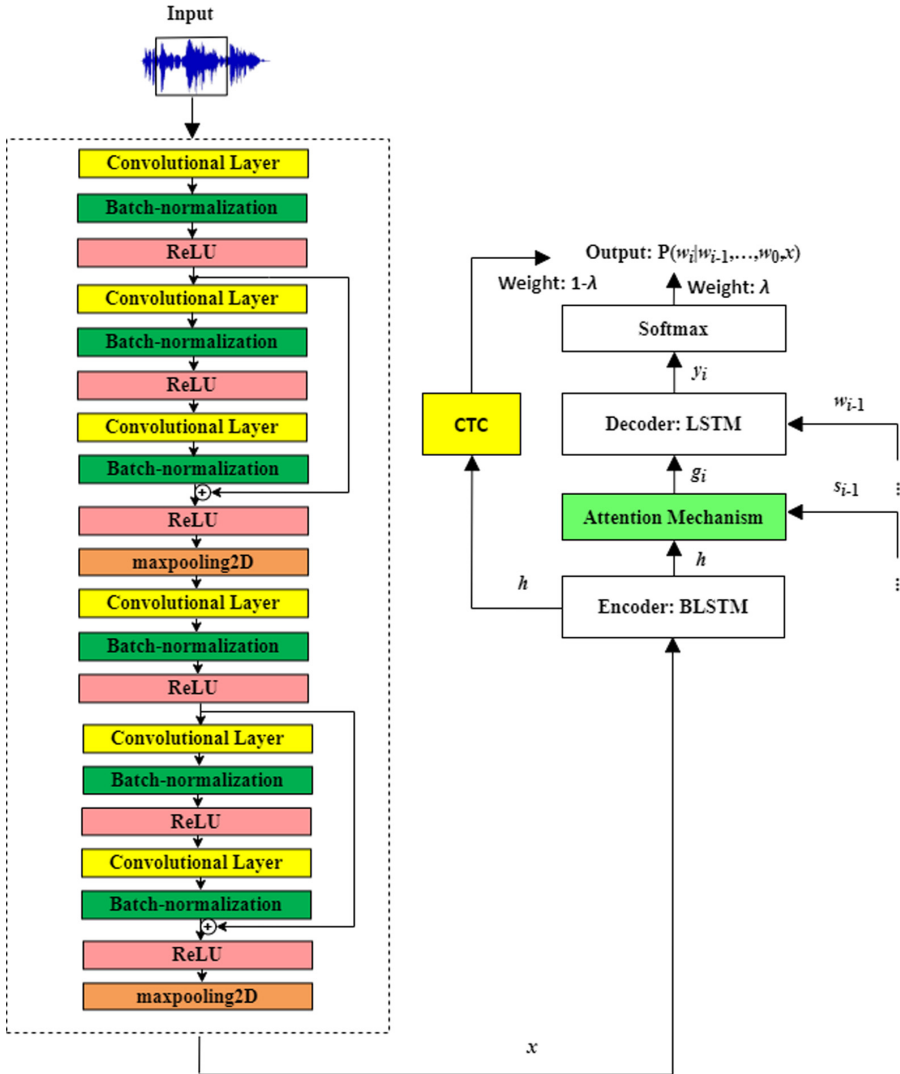 Input
Convolutional Layer
Batch-normalization
ReLU
Convolutional Layer
Batch-normalization
ReLU
Convolutional Layer
Batch-normalization
+
ReLU
maxpooling2D
Convolutional Layer
Batch-normalization
ReLU
Convolutional Layer
Batch-normalization
ReLU
Convolutional Layer
Batch-normalization
+
ReLU
maxpooling2D
x
Output: P(wᵢ|wᵢ₋₁,…,w₀,x)
Weight: 1-λ
Weight: λ
Softmax
yᵢ
CTC
Decoder: LSTM
wᵢ₋₁
gᵢ
...
Attention Mechanism
sᵢ₋₁
h
h
...
Encoder: BLSTM